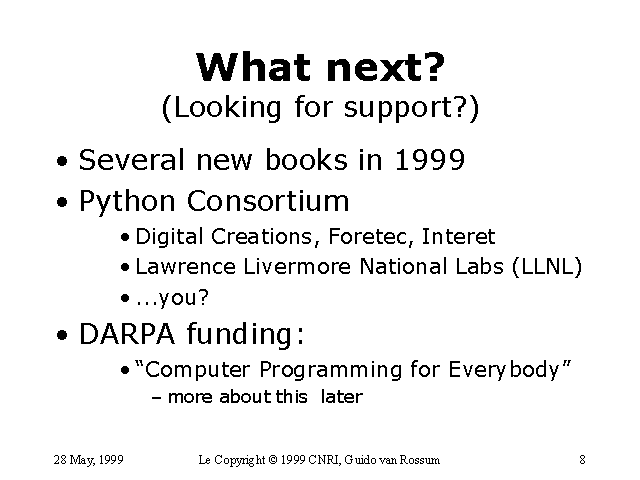 What next?
(Looking for support?)
• Several new books in 1999
• Python Consortium
• Digital Creations, Foretec, Interet
• Lawrence Livermore National Labs (LLNL)
• ...you?
• DARPA funding:
• “Computer Programming for Everybody”
– more about this later
28 May, 1999 Le Copyright © 1999 CNRI, Guido van Rossum 8